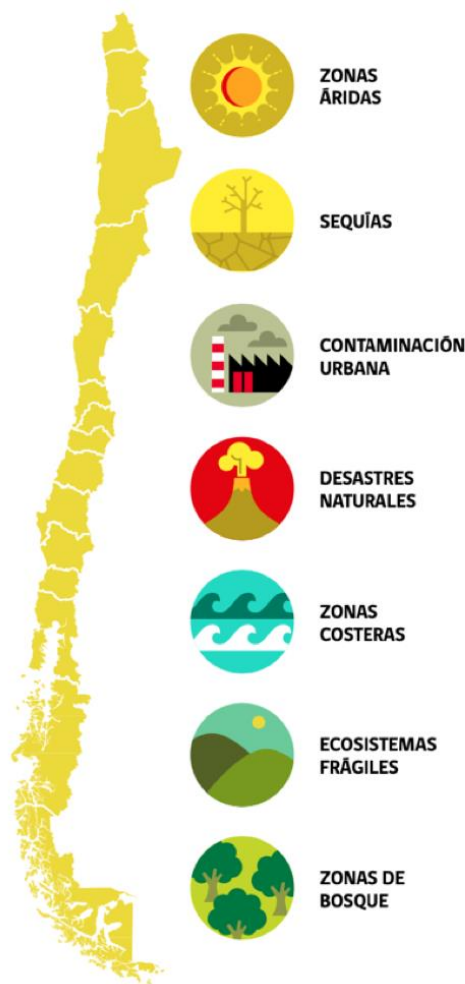 ZONAS
ÁRIDAS
SEQUÍAS
CONTAMINACIÓN
URBANA
DESASTRES
NATURALES
ZONAS
COSTERAS
ECOSISTEMAS
FRÁGILES
ZONAS DE
BOSQUE